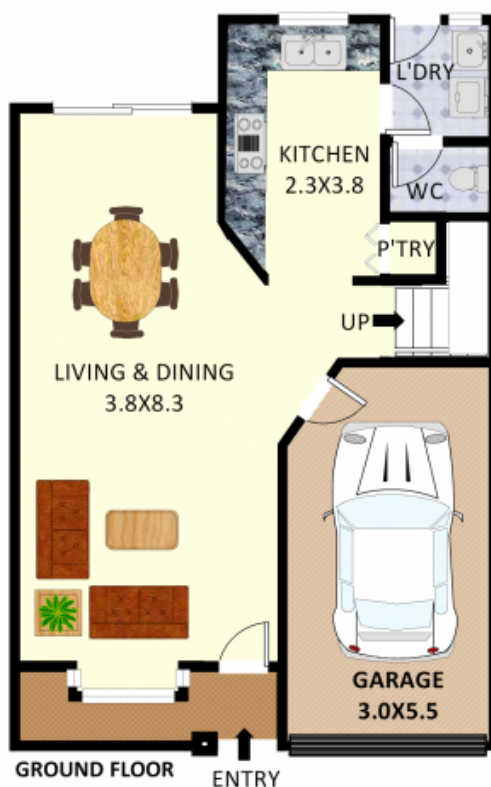 L'DRY
KITCHEN
2.3X3.8
WC
P'TRY
UP
LIVING & DINING
3.8X8.3
GARAGE
3.0X5.5
GROUND FLOOR
ENTRY